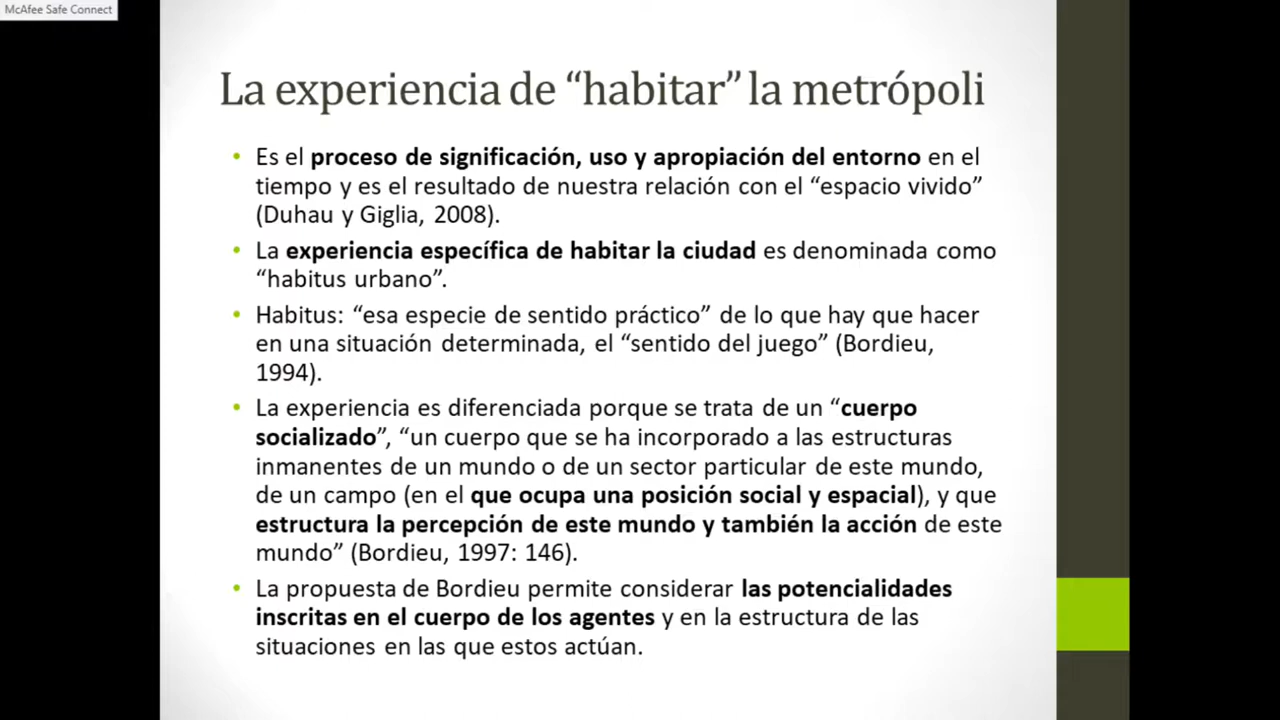 McAfee Safe Connect
La experiencia de “habitar” la metrópoli
• Es el proceso de significación, uso y apropiación del entorno en el
tiempo y es el resultado de nuestra relación con el “espacio vivido”
(Duhau y Giglia, 2008).
• La experiencia específica de habitar la ciudad es denominada como
“habitus urbano”.
• Habitus: “esa especie de sentido práctico” de lo que hay que hacer
en una situación determinada, el “sentido del juego” (Bordieu,
1994).
• La experiencia es diferenciada porque se trata de un “cuerpo
socializado”, “un cuerpo que se ha incorporado a las estructuras
inmanentes de un mundo o de un sector particular de este mundo,
de un campo (en el que ocupa una posición social y espacial), y que
estructura la percepción de este mundo y también la acción de este
mundo” (Bordieu, 1997: 146).
• La propuesta de Bordieu permite considerar las potencialidades
inscritas en el cuerpo de los agentes y en la estructura de las
situaciones en las que estos actúan.